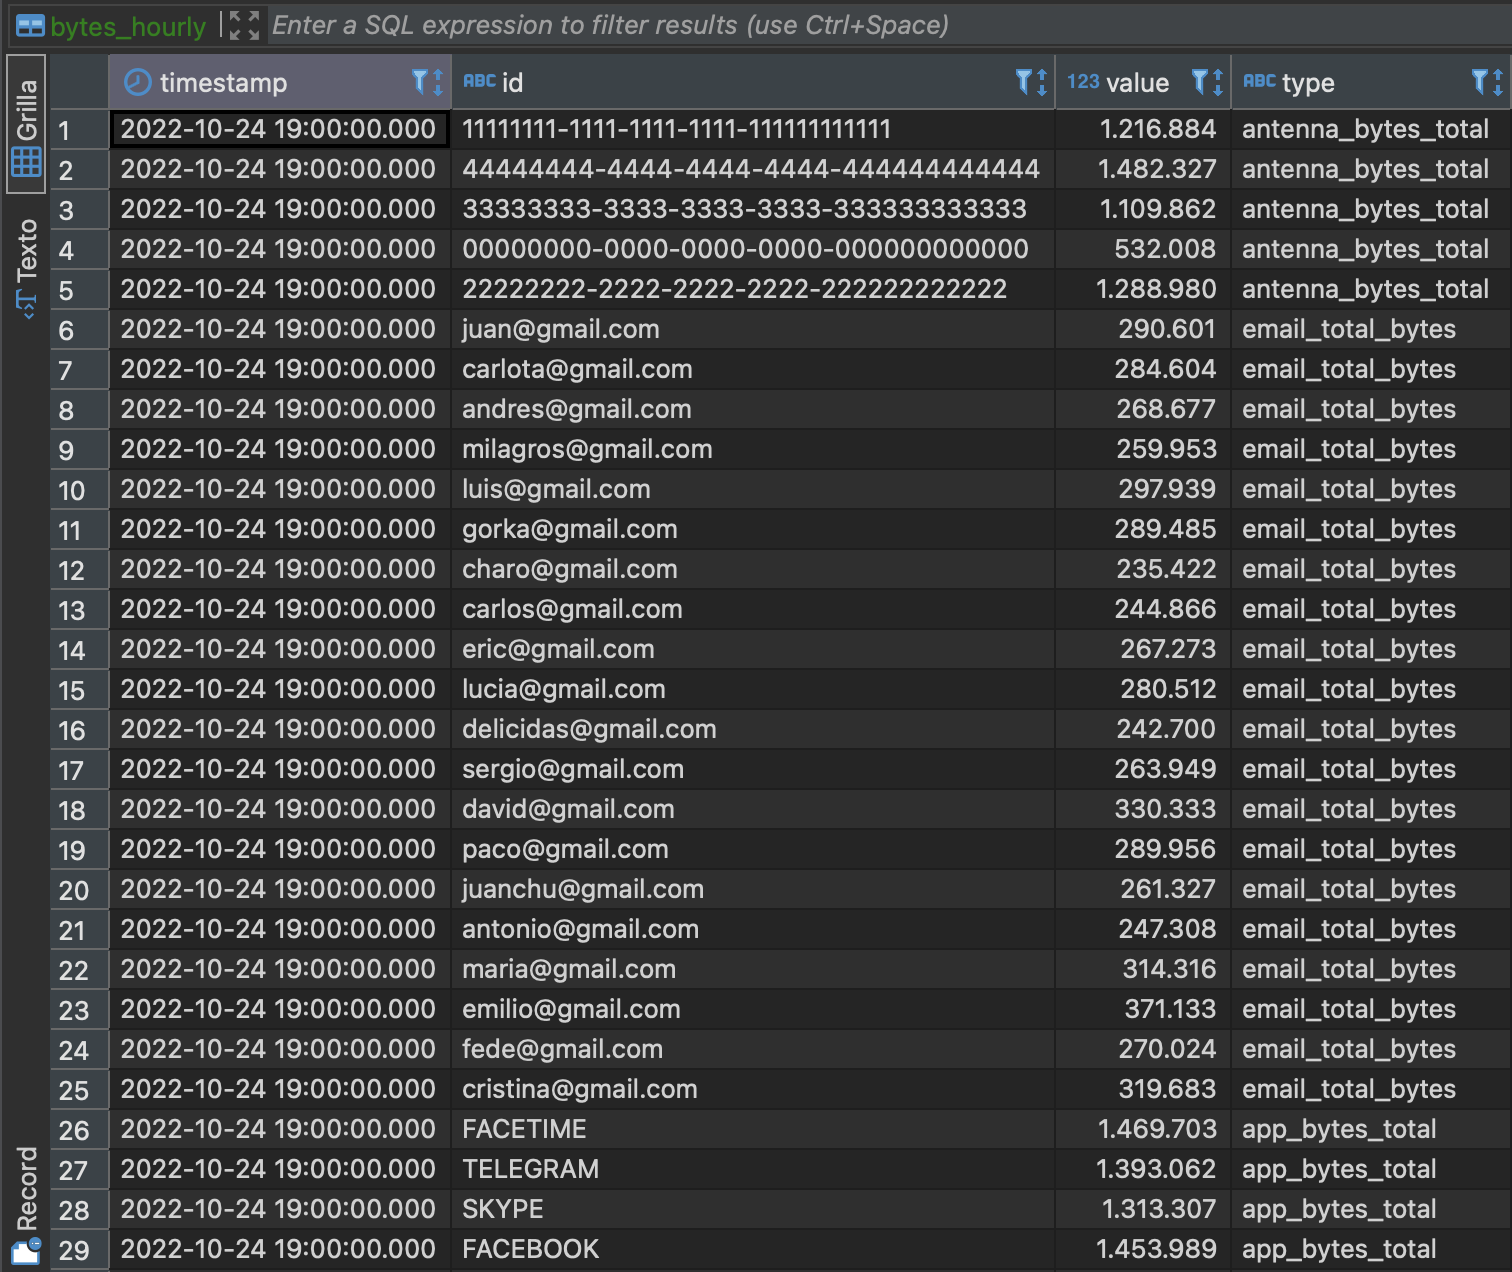 bytes_hourly Enter a SQL expression to filter results (use Ctrl+Space)
Grilla
Texto
Record
timestamp ABC id 123 value ABC type
1 2022-10-24 19:00:00.000 11111111-1111-1111-1111-111111111111 1.216.884 antenna_bytes_total
2 2022-10-24 19:00:00.000 44444444-4444-4444-4444-444444444444 1.482.327 antenna_bytes_total
3 2022-10-24 19:00:00.000 33333333-3333-3333-3333-333333333333 1.109.862 antenna_bytes_total
4 2022-10-24 19:00:00.000 00000000-0000-0000-0000-000000000000 532.008 antenna_bytes_total
5 2022-10-24 19:00:00.000 22222222-2222-2222-2222-222222222222 1.288.980 antenna_bytes_total
6 2022-10-24 19:00:00.000 juan@gmail.com 290.601 email_total_bytes
7 2022-10-24 19:00:00.000 carlota@gmail.com 284.604 email_total_bytes
8 2022-10-24 19:00:00.000 andres@gmail.com 268.677 email_total_bytes
9 2022-10-24 19:00:00.000 milagros@gmail.com 259.953 email_total_bytes
10 2022-10-24 19:00:00.000 luis@gmail.com 297.939 email_total_bytes
11 2022-10-24 19:00:00.000 gorka@gmail.com 289.485 email_total_bytes
12 2022-10-24 19:00:00.000 charo@gmail.com 235.422 email_total_bytes
13 2022-10-24 19:00:00.000 carlos@gmail.com 244.866 email_total_bytes
14 2022-10-24 19:00:00.000 eric@gmail.com 267.273 email_total_bytes
15 2022-10-24 19:00:00.000 lucia@gmail.com 280.512 email_total_bytes
16 2022-10-24 19:00:00.000 delicidas@gmail.com 242.700 email_total_bytes
17 2022-10-24 19:00:00.000 sergio@gmail.com 263.949 email_total_bytes
18 2022-10-24 19:00:00.000 david@gmail.com 330.333 email_total_bytes
19 2022-10-24 19:00:00.000 paco@gmail.com 289.956 email_total_bytes
20 2022-10-24 19:00:00.000 juanchu@gmail.com 261.327 email_total_bytes
21 2022-10-24 19:00:00.000 antonio@gmail.com 247.308 email_total_bytes
22 2022-10-24 19:00:00.000 maria@gmail.com 314.316 email_total_bytes
23 2022-10-24 19:00:00.000 emilio@gmail.com 371.133 email_total_bytes
24 2022-10-24 19:00:00.000 fede@gmail.com 270.024 email_total_bytes
25 2022-10-24 19:00:00.000 cristina@gmail.com 319.683 email_total_bytes
26 2022-10-24 19:00:00.000 FACETIME 1.469.703 app_bytes_total
27 2022-10-24 19:00:00.000 TELEGRAM 1.393.062 app_bytes_total
28 2022-10-24 19:00:00.000 SKYPE 1.313.307 app_bytes_total
29 2022-10-24 19:00:00.000 FACEBOOK 1.453.989 app_bytes_total